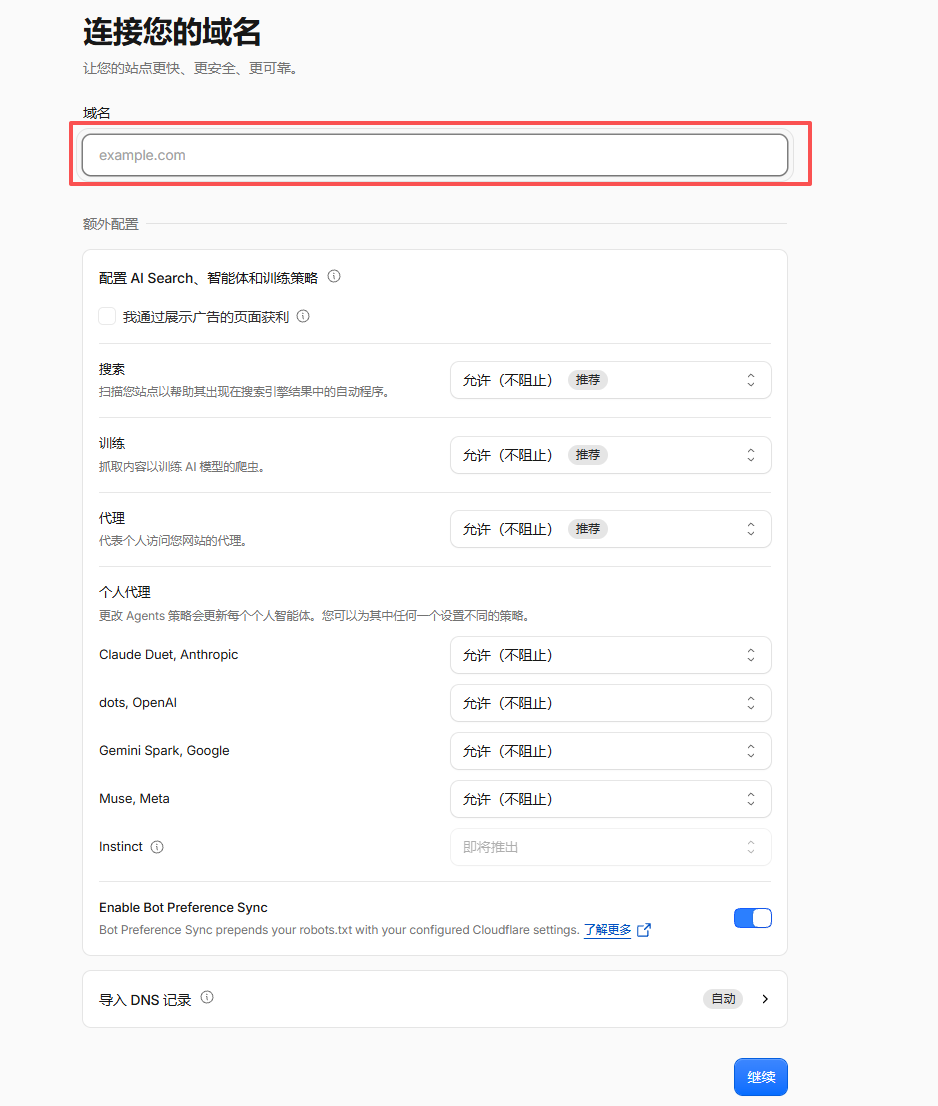 连接您的域名
让您的站点更快、更安全、更可靠。
域名
example.com
额外配置
配置 AI Search、智能体和训练策略
我通过展示广告的页面获利
搜索
扫描您站点以帮助其出现在搜索引擎结果中的自动程序。
允许（不阻止） 推荐
训练
抓取内容以训练 AI 模型的爬虫。
允许（不阻止） 推荐
代理
代表个人访问您网站的代理。
允许（不阻止） 推荐
个人代理
更改 Agents 策略会更新每个个人智能体。您可以为其中任何一个设置不同的策略。
Claude Duet, Anthropic 允许（不阻止）
dots, OpenAI 允许（不阻止）
Gemini Spark, Google 允许（不阻止）
Muse, Meta 允许（不阻止）
Instinct 即将推出
Enable Bot Preference Sync
Bot Preference Sync prepends your robots.txt with your configured Cloudflare settings. 了解更多
导入 DNS 记录 自动
继续